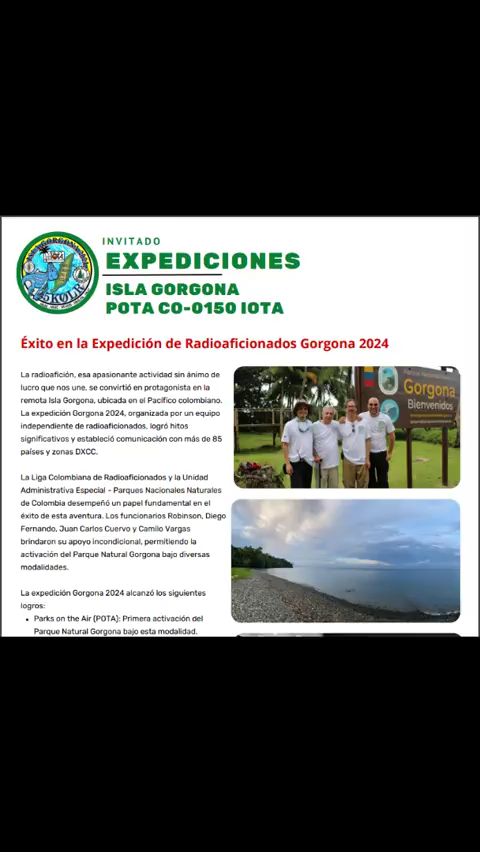 INVITADO
EXPEDICIONES
ISLA GORGONA
POTA CO-0150 IOTA
Éxito en la Expedición de Radioaficionados Gorgona 2024
La radioafición, esa apasionante actividad sin ánimo de
lucro que nos une, se convirtió en protagonista en la
remota Isla Gorgona, ubicada en el Pacífico colombiano.
La expedición Gorgona 2024, organizada por un equipo
independiente de radioaficionados, logró hitos
significativos y estableció comunicación con más de 85
países y zonas DXCC.
La Liga Colombiana de Radioaficionados y la Unidad
Administrativa Especial - Parques Nacionales Naturales
de Colombia desempeñó un papel fundamental en el
éxito de esta aventura. Los funcionarios Robinson, Diego
Fernando, Juan Carlos Cuervo y Camilo Vargas
brindaron su apoyo incondicional, permitiendo la
activación del Parque Natural Gorgona bajo diversas
modalidades.
La expedición Gorgona 2024 alcanzó los siguientes
logros:
• Parks on the Air (POTA): Primera activación del
Parque Natural Gorgona bajo esta modalidad,
Gorgona
Bienvenidos